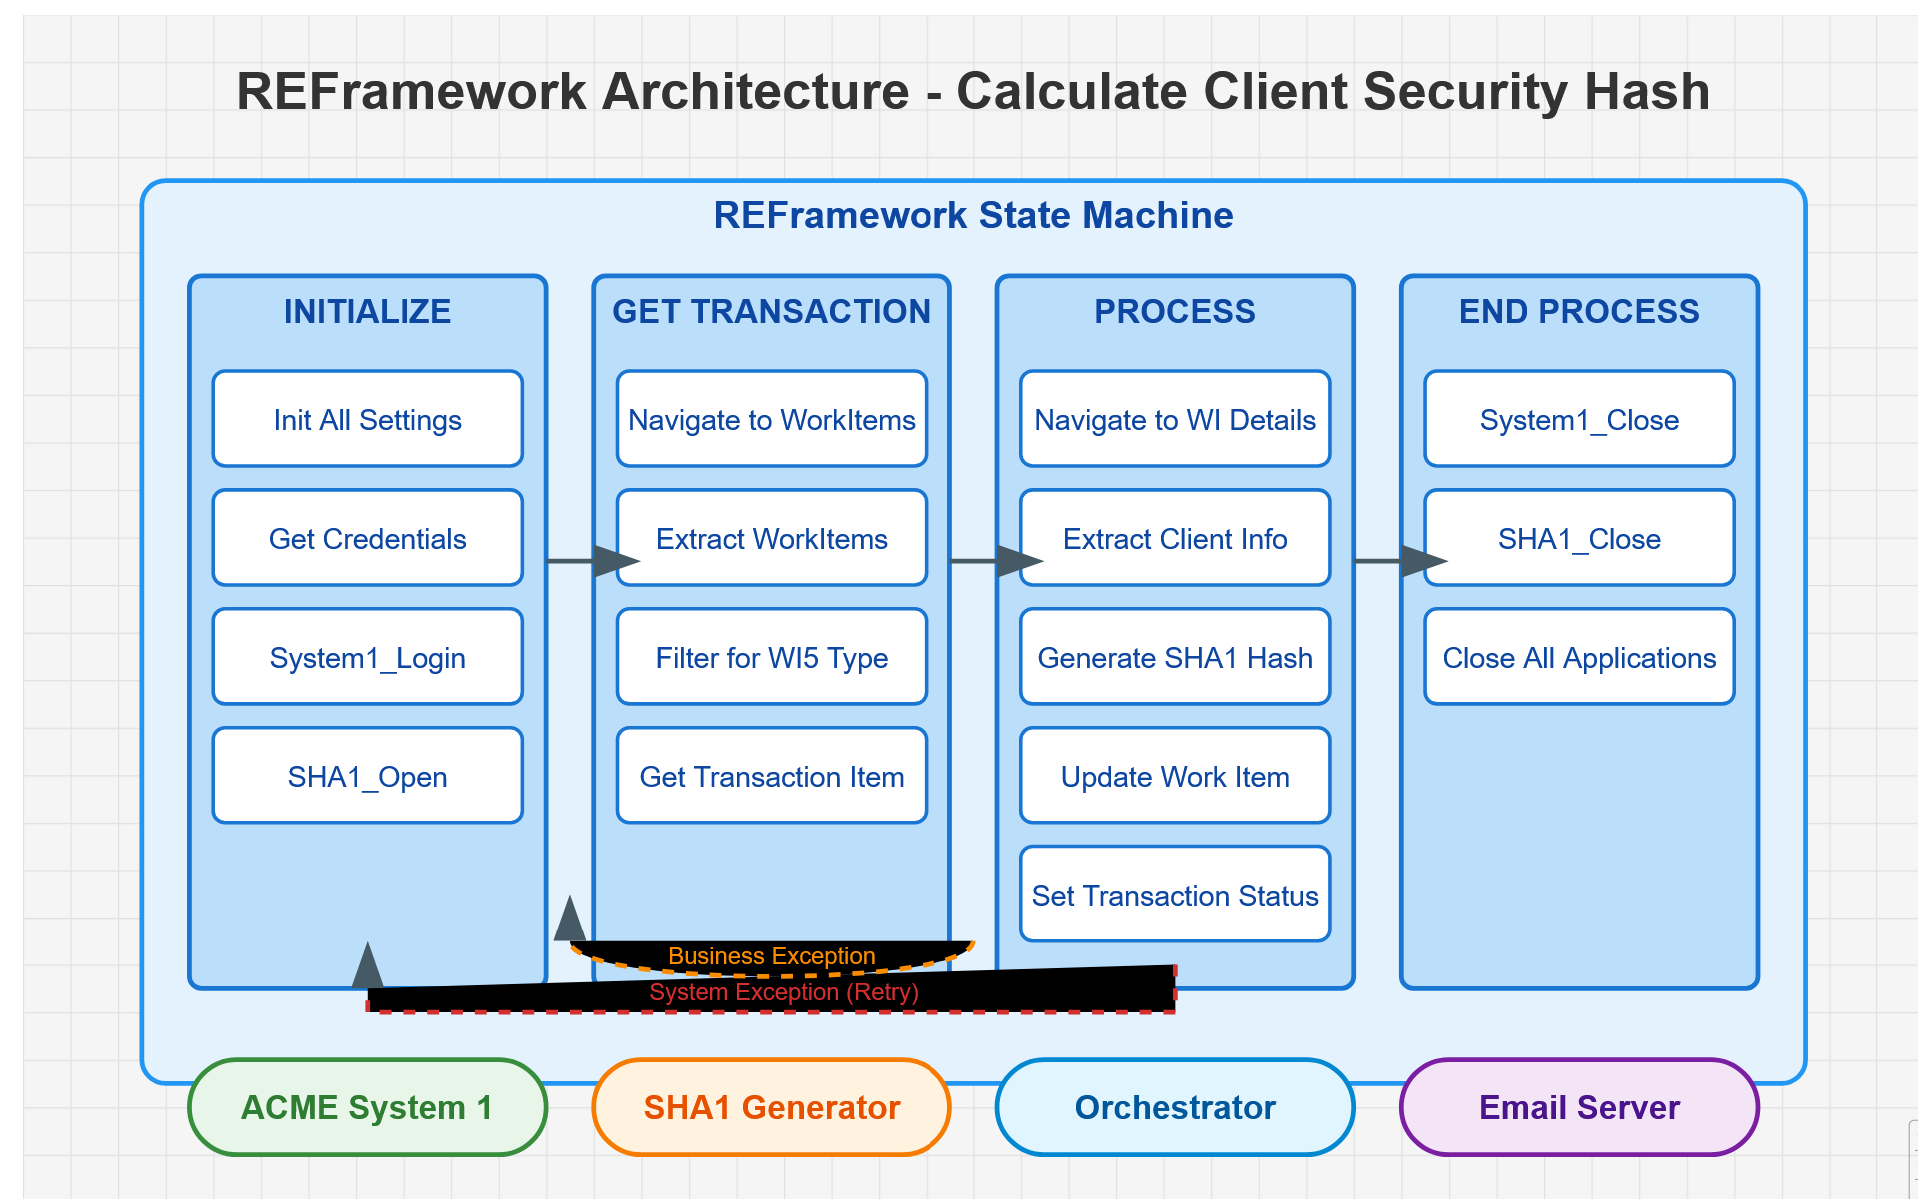 REFramework Architecture - Calculate Client Security Hash
REFramework State Machine
INITIALIZE
Init All Settings
Get Credentials
System1_Login
SHA1_Open
GET TRANSACTION
Navigate to WorkItems
Extract WorkItems
Filter for WI5 Type
Get Transaction Item
PROCESS
Navigate to WI Details
Extract Client Info
Generate SHA1 Hash
Update Work Item
Set Transaction Status
END PROCESS
System1_Close
SHA1_Close
Close All Applications
Business Exception
System Exception (Retry)
ACME System 1
SHA1 Generator
Orchestrator
Email Server